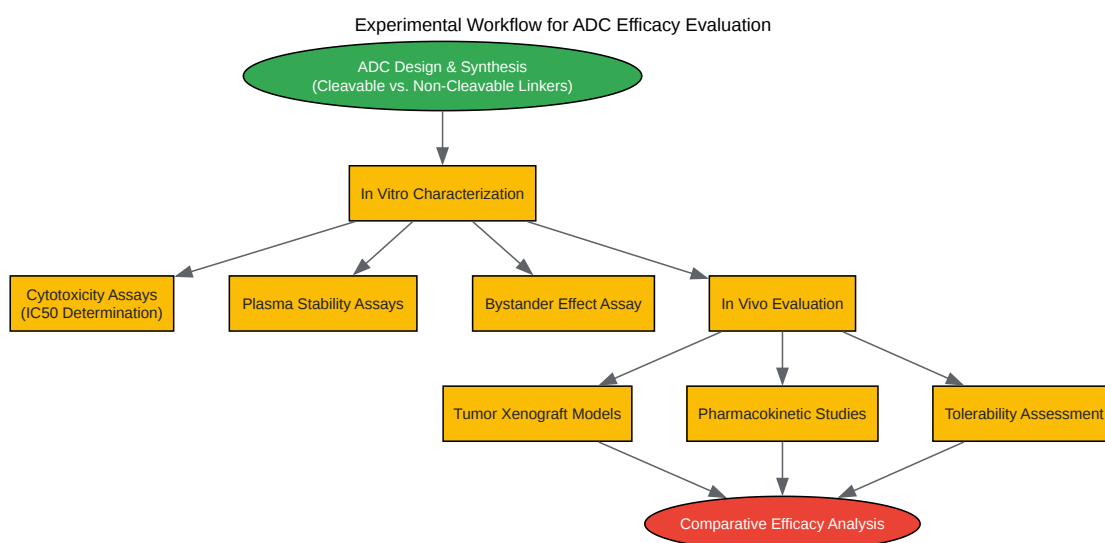 Experimental Workflow for ADC Efficacy Evaluation
ADC Design & Synthesis
(Cleavable vs. Non-Cleavable Linkers)
In Vitro Characterization
Cytotoxicity Assays
(IC50 Determination)
Plasma Stability Assays
Bystander Effect Assay
In Vivo Evaluation
Tumor Xenograft Models
Pharmacokinetic Studies
Tolerability Assessment
Comparative Efficacy Analysis